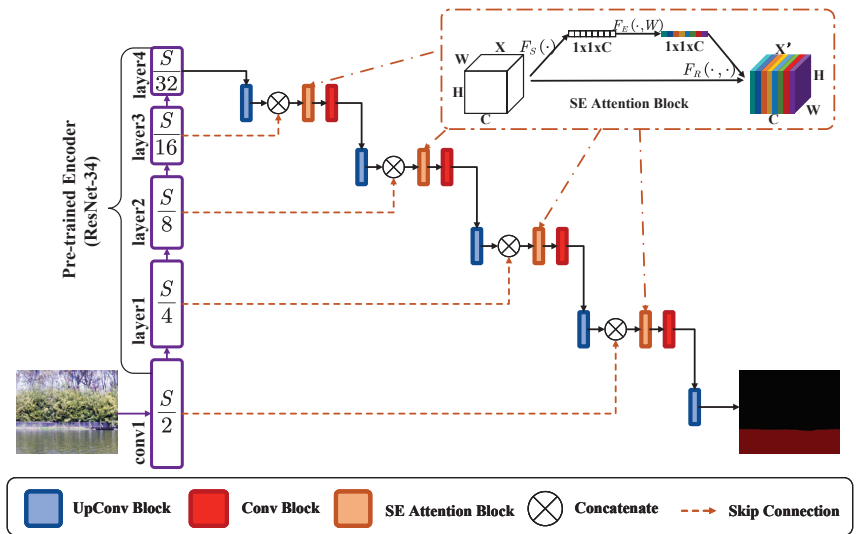 Pre-trained Encoder
(ResNet-34)
layer4
S
32
layer3
S
16
layer2
S
8
layer1
S
4
conv1
S
2
X
W
H
C
F_S(·)
1x1xC
F_E(·,W)
1x1xC
F_R(·,·)
X'
H
W
C
SE Attention Block
UpConv Block
Conv Block
SE Attention Block
Concatenate
Skip Connection